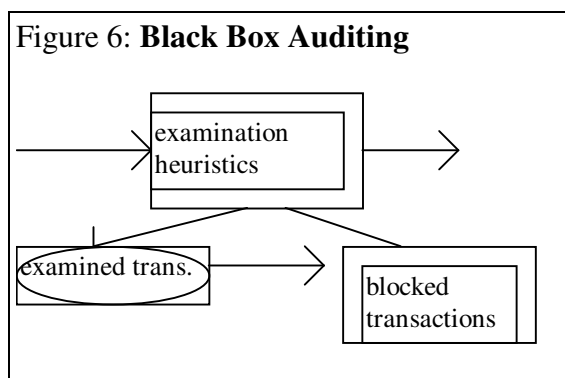 Figure 6: Black Box Auditing
examination
heuristics
examined trans.
blocked
transactions